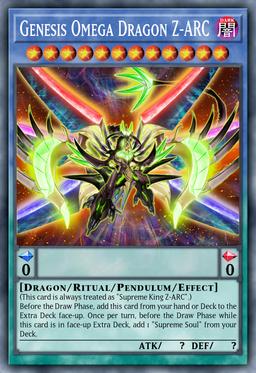 Genesis Omega Dragon Z-ARC
DARK
闇
0
0
[Dragon/Ritual/Pendulum/Effect]
(This card is always treated as "Supreme King Z-ARC".)
Before the Draw Phase, add this card from your hand or Deck to the
Extra Deck face-up. Once per turn, before the Draw Phase while
this card is in face-up Extra Deck, add 1 "Supreme Soul" from your
Deck.
ATK/ ? DEF/ ?